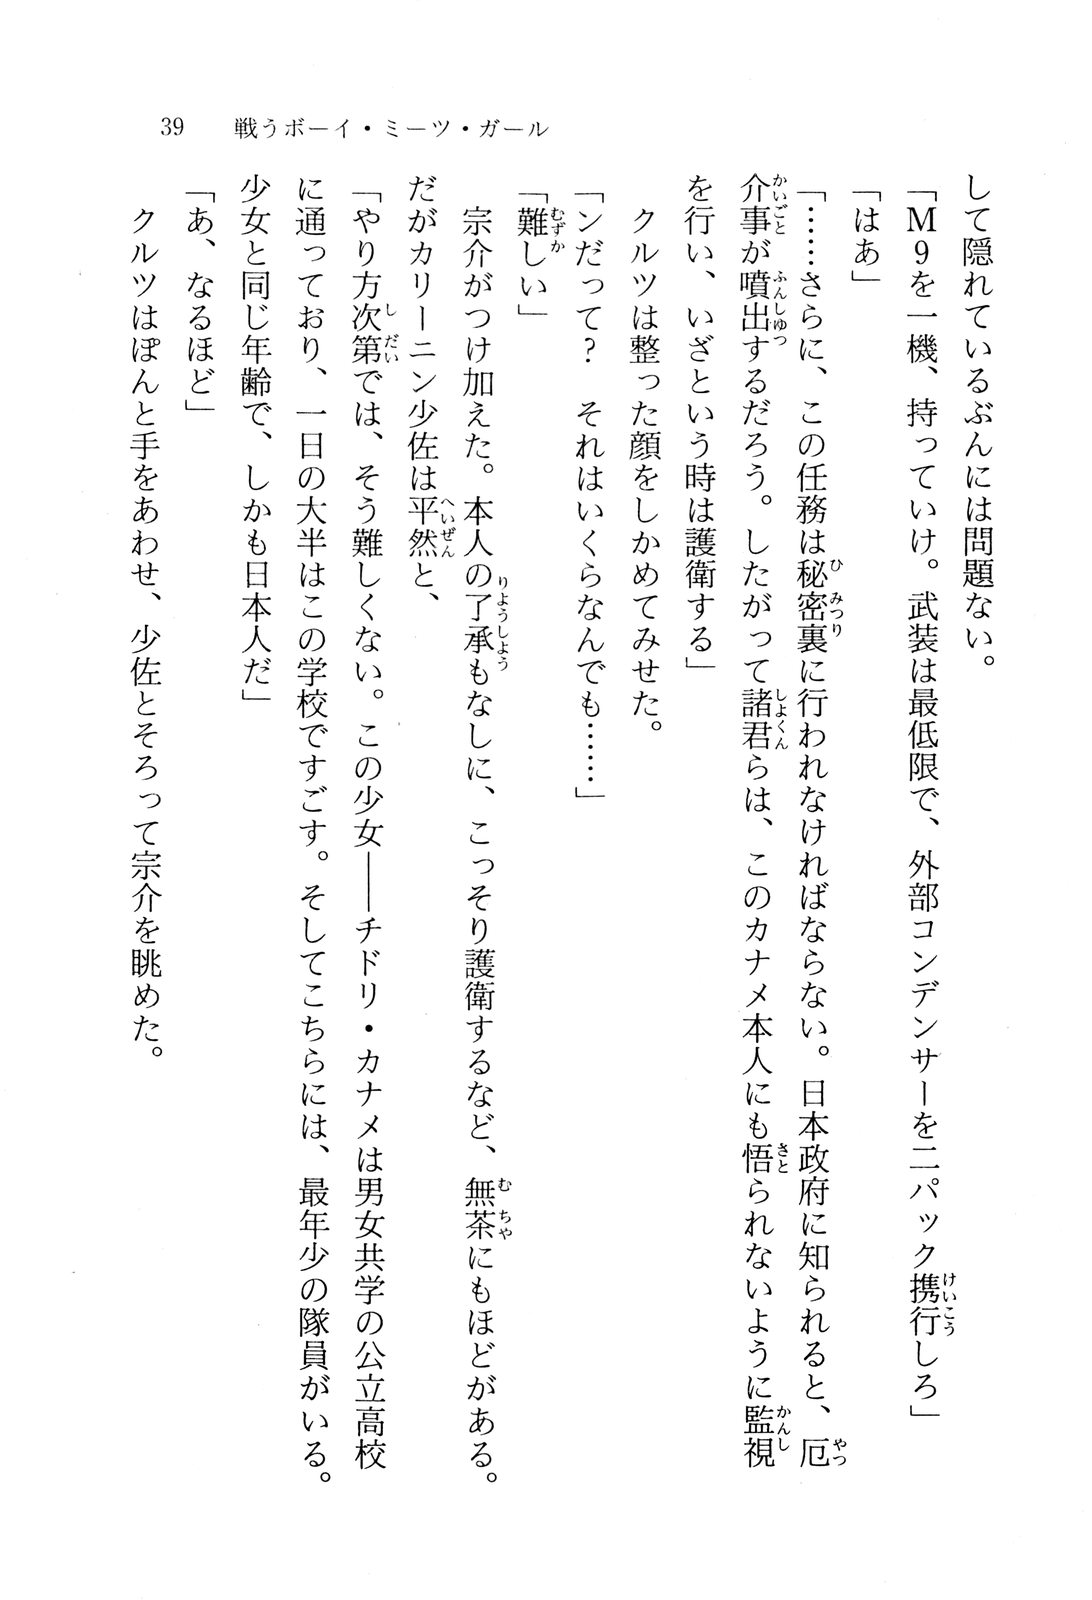 39　戦うボーイ・ミーツ・ガール
して隠れているぶんには問題ない。
「M9を一機、持っていけ。武装は最低限で、外部コンデンサーを二パック携行しろ」
「はあ」
「……さらに、この任務は秘密裏に行われなければならない。日本政府に知られると、厄
介事が噴出するだろう。したがって諸君らは、このカナメ本人にも悟られないように監視
を行い、いざという時は護衛する」
　クルツは整った顔をしかめてみせた。
「ンだって？　それはいくらなんでも……」
「難しい」
　宗介がつけ加えた。本人の了承もなしに、こっそり護衛するなど、無茶にもほどがある。
だがカリーニン少佐は平然と、
「やり方次第では、そう難しくない。この少女――チドリ・カナメは男女共学の公立高校
に通っており、一日の大半はこの学校ですごす。そしてこちらには、最年少の隊員がいる。
少女と同じ年齢で、しかも日本人だ」
「あ、なるほど」
　クルツはぽんと手をあわせ、少佐とそろって宗介を眺めた。